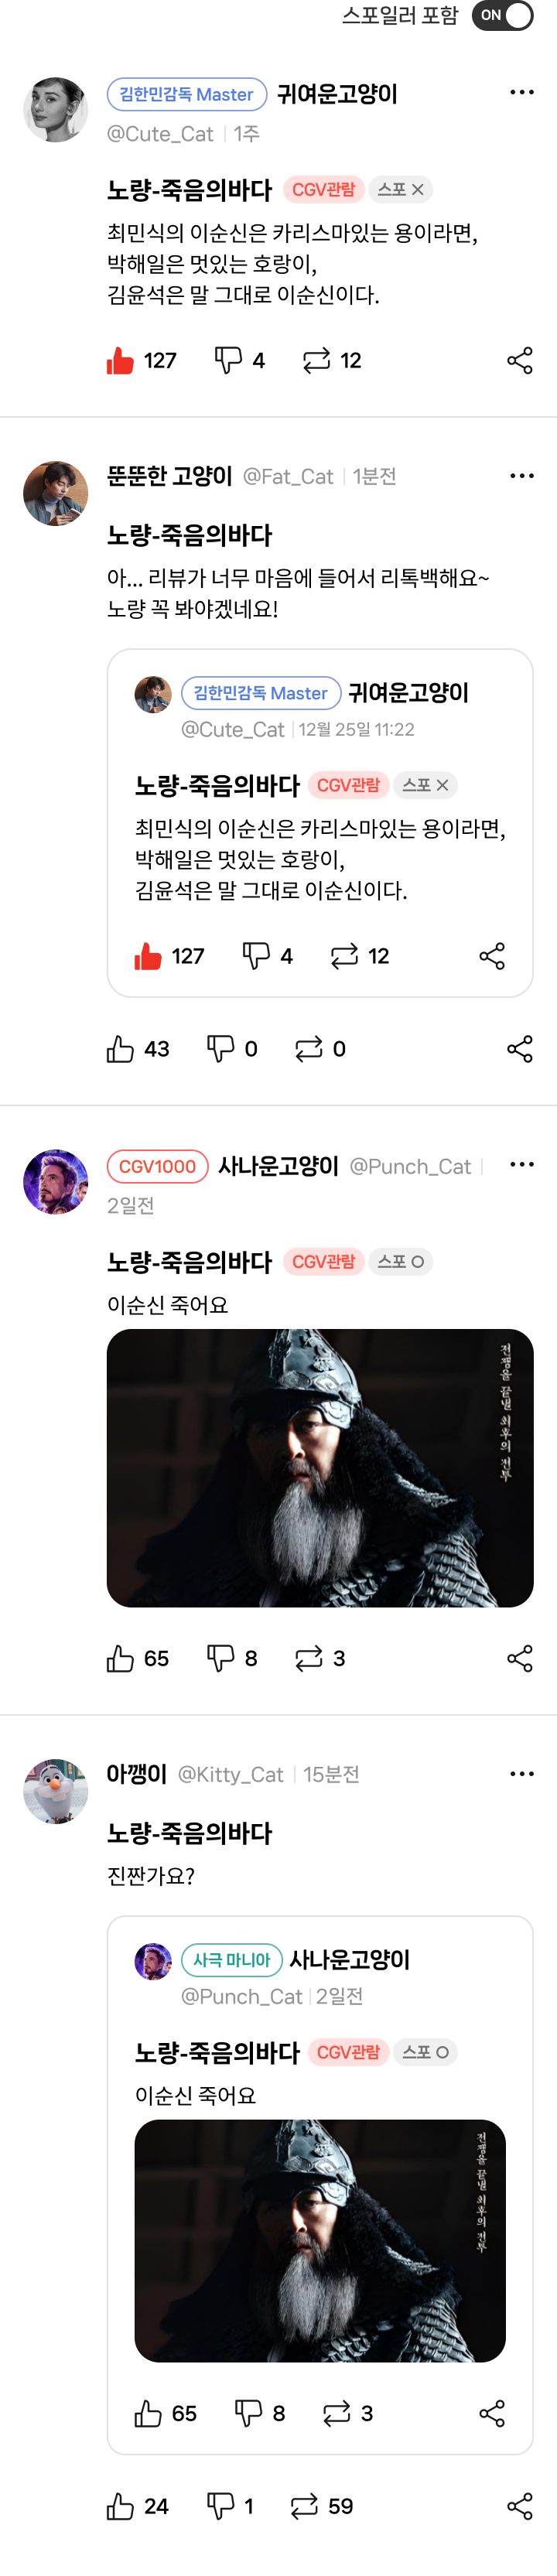 스포일러 포함 ON
김한민감독 Master 귀여운고양이
@Cute_Cat | 1주
노량-죽음의바다 CGV관람 스포 X
최민식의 이순신은 카리스마있는 용이라면,
박해일은 멋있는 호랑이,
김윤석은 말 그대로 이순신이다.
127 4 12
뚠뚠한 고양이 @Fat_Cat | 1분전
노량-죽음의바다
아... 리뷰가 너무 마음에 들어서 리톡백해요~
노량 꼭 봐야겠네요!
김한민감독 Master 귀여운고양이
@Cute_Cat | 12월 25일 11:22
노량-죽음의바다 CGV관람 스포 X
최민식의 이순신은 카리스마있는 용이라면,
박해일은 멋있는 호랑이,
김윤석은 말 그대로 이순신이다.
127 4 12
43 0 0
CGV1000 사나운고양이 @Punch_Cat |
2일전
노량-죽음의바다 CGV관람 스포 O
이순신 죽어요
전쟁을 끝낼 최후의 전투
65 8 3
아깽이 @Kitty_Cat | 15분전
노량-죽음의바다
진짠가요?
사극 마니아 사나운고양이
@Punch_Cat | 2일전
노량-죽음의바다 CGV관람 스포 O
이순신 죽어요
전쟁을 끝낼 최후의 전투
65 8 3
24 1 59